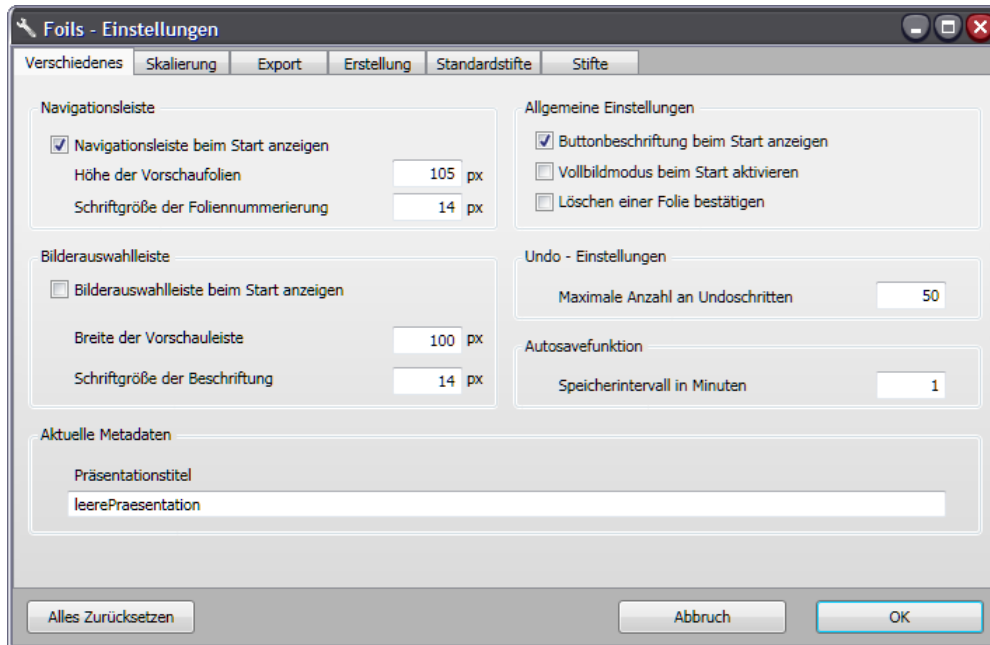 Foils - Einstellungen
Verschiedenes Skalierung Export Erstellung Standardstifte Stifte
Navigationsleiste
Navigationsleiste beim Start anzeigen
Höhe der Vorschaufolien 105 px
Schriftgröße der Foliennummerierung 14 px
Bilderauswahlleiste
Bilderauswahlleiste beim Start anzeigen
Breite der Vorschauleiste 100 px
Schriftgröße der Beschriftung 14 px
Allgemeine Einstellungen
Buttonbeschriftung beim Start anzeigen
Vollbildmodus beim Start aktivieren
Löschen einer Folie bestätigen
Undo - Einstellungen
Maximale Anzahl an Undoschritten 50
Autosavefunktion
Speicherintervall in Minuten 1
Aktuelle Metadaten
Präsentationstitel
leerePraesentation
Alles Zurücksetzen Abbruch OK